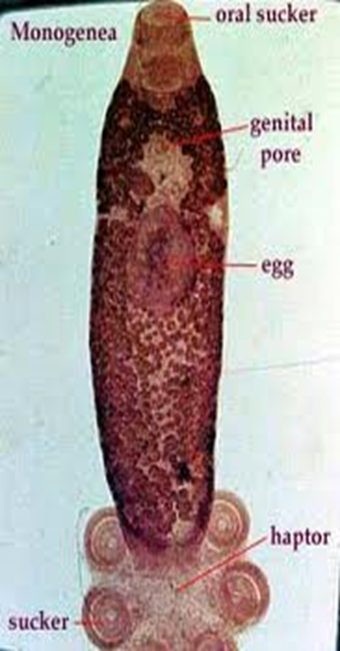 oral sucker
Monogenea
genital
pore
egg
haptor
sucker